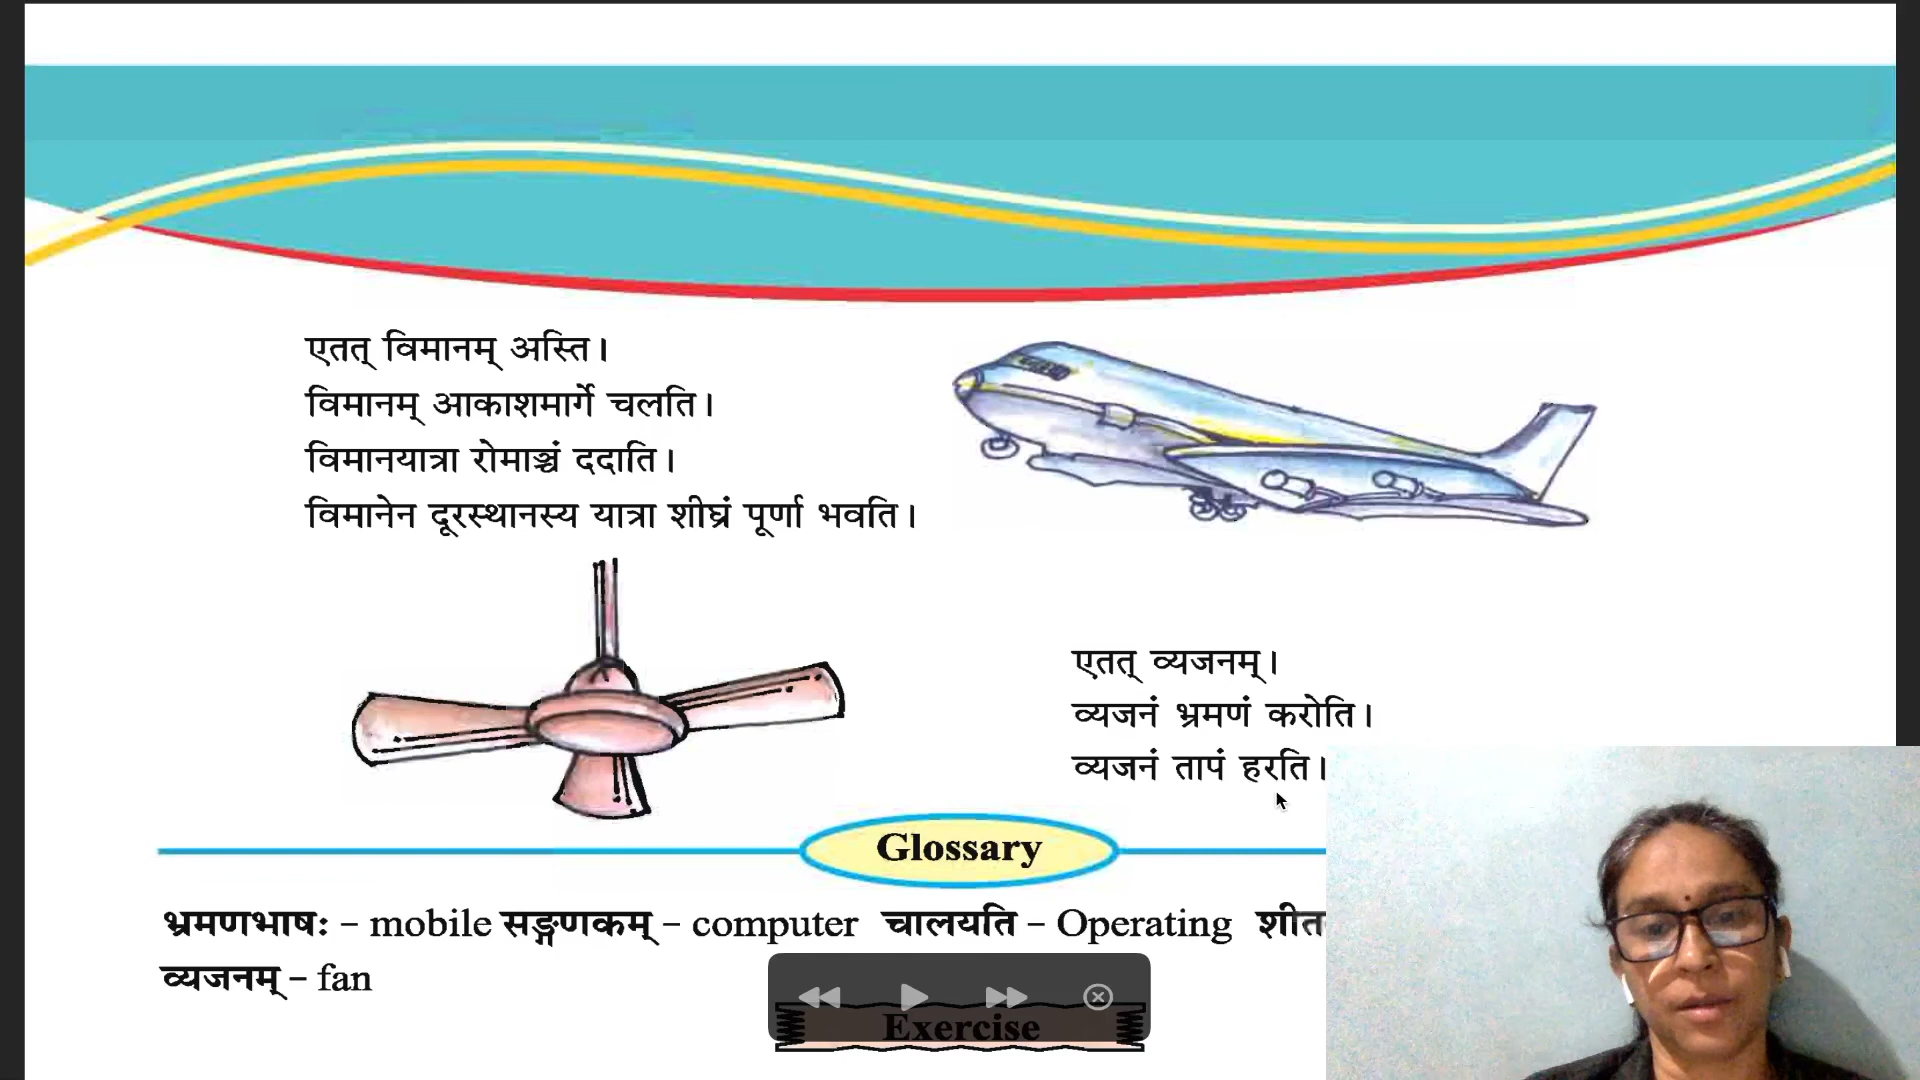 एतत् विमानम् अस्ति।
विमानम् आकाशमार्गे चलति।
विमानयात्रा रोमाञ्चं ददाति।
विमानेन दूरस्थानस्य यात्रा शीघ्रं पूर्णा भवति।
एतत् व्यजनम्।
व्यजनं भ्रमणं करोति।
व्यजनं तापं हरति।
Glossary
भ्रमणभाषः – mobile सङ्गणकम् – computer चालयति – Operating
व्यजनम् – fan
Exercise